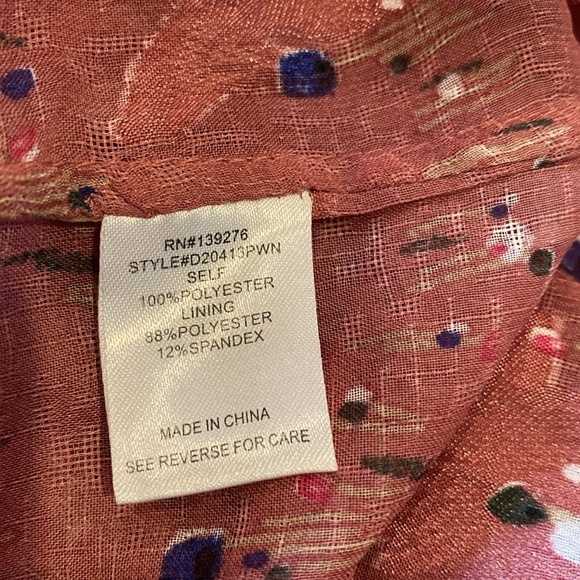 RN#139276
STYLE#D20413PWN
SELF
100%POLYESTER
LINING
88%POLYESTER
12%SPANDEX
MADE IN CHINA
SEE REVERSE FOR CARE